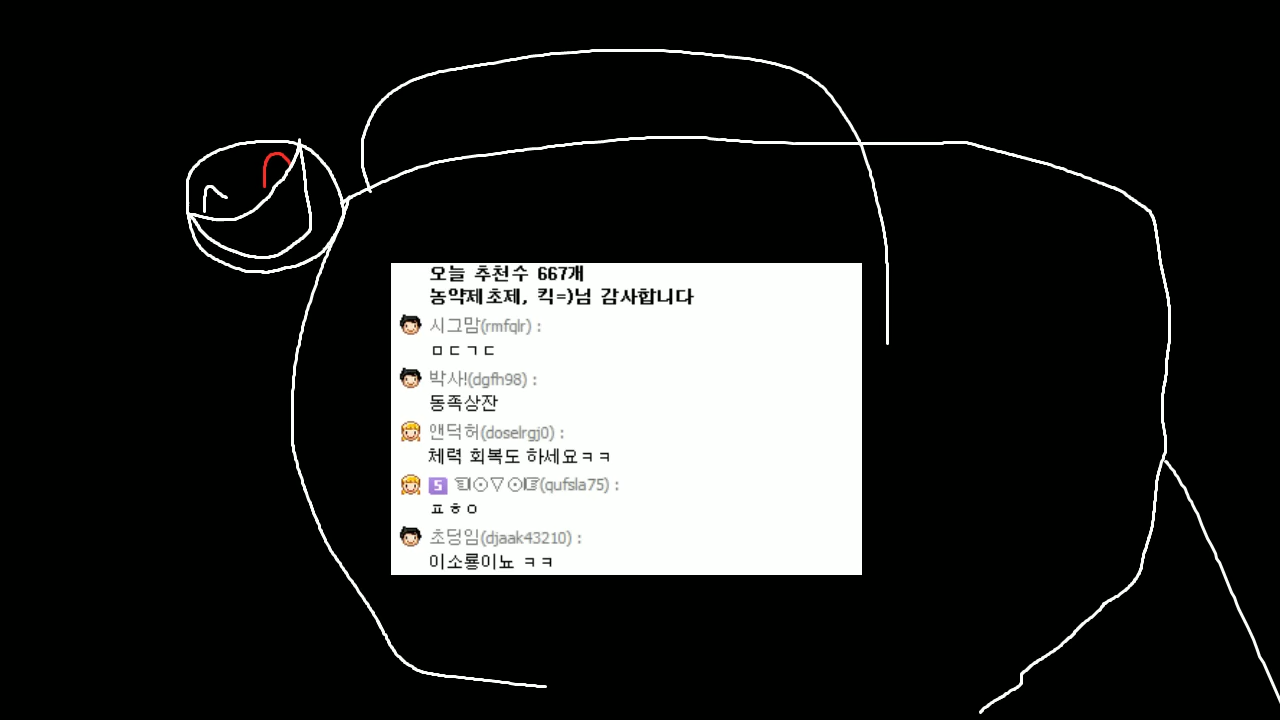 오늘 추천수 667개
농약제초제, 킥=)님 감사합니다
시그맘(rmfqlr) :
ㅁㄷㄱㄷ
박사!(dgfh98) :
동족상잔
앤덕허(doselrgj0) :
체력 회복도 하세요ㅋㅋ
5 ☜⊙▽⊙☞(qufsla75) :
ㅍㅎㅇ
초덩임(djaak43210) :
이소룡이뇨 ㅋㅋ